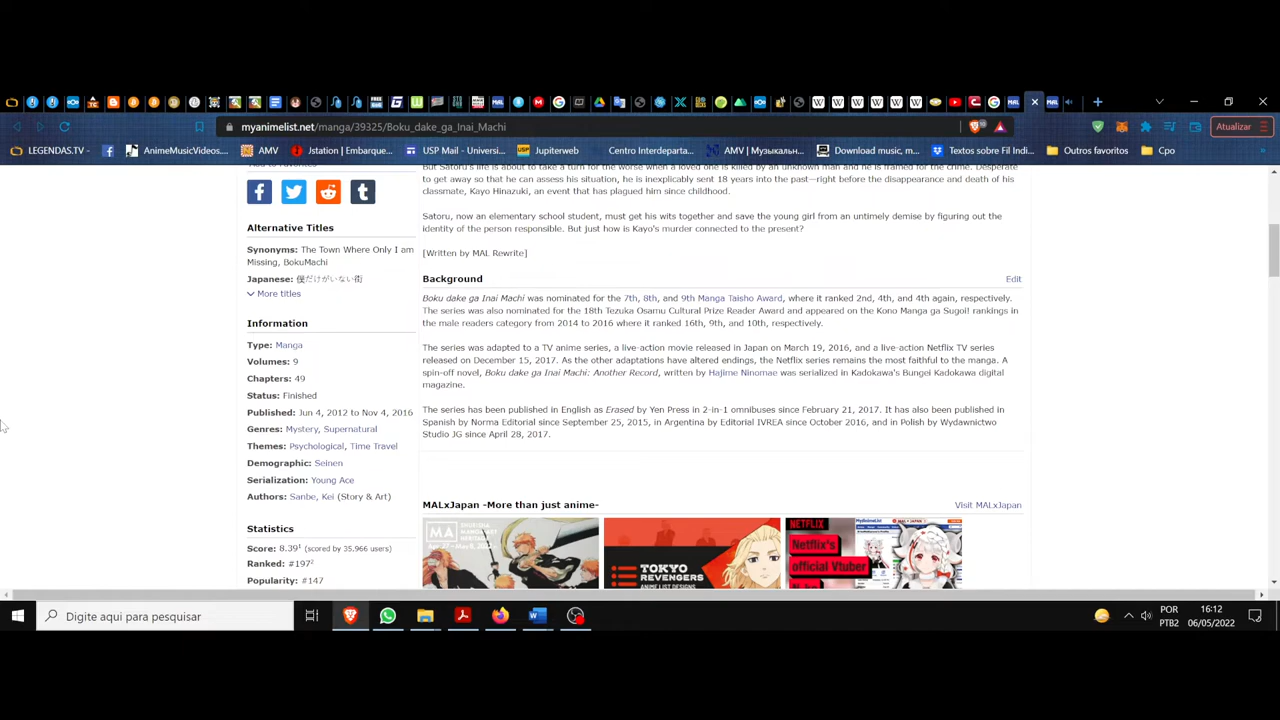 myanimelist.net/manga/39325/Boku_dake_ga_Inai_Machi
Atualizar
LEGENDAS.TV
AnimeMusicVideos...
AMV
Jstation | Embarque...
USP Mail - Universi...
Jupiterweb
Centro Interdeparta...
AMV | Музыкальн...
Download music, m...
Textos sobre Fil Indi...
Outros favoritos
Cpo
But Satoru's life is about to take a turn for the worse when a loved one is killed by an unknown man and he is framed for the crime. Desperate
to get away so that he can assess his situation, he is inexplicably sent 18 years into the past—right before the disappearance and death of his
classmate, Kayo Hinazuki, an event that has plagued him since childhood.
Satoru, now an elementary school student, must get his wits together and save the young girl from an untimely demise by figuring out the
identity of the person responsible. But just how is Kayo's murder connected to the present?
[Written by MAL Rewrite]
Alternative Titles
Synonyms: The Town Where Only I am
Missing, BokuMachi
Japanese: 僕だけがいない街
More titles
Information
Type: Manga
Volumes: 9
Chapters: 49
Status: Finished
Published: Jun 4, 2012 to Nov 4, 2016
Genres: Mystery, Supernatural
Themes: Psychological, Time Travel
Demographic: Seinen
Serialization: Young Ace
Authors: Sanbe, Kei (Story & Art)
Statistics
Score: 8.39¹ (scored by 35,966 users)
Ranked: #197²
Popularity: #147
Background
Edit
Boku dake ga Inai Machi was nominated for the 7th, 8th, and 9th Manga Taisho Award, where it ranked 2nd, 4th, and 4th again, respectively.
The series was also nominated for the 18th Tezuka Osamu Cultural Prize Reader Award and appeared on the Kono Manga ga Sugoi! rankings in
the male readers category from 2014 to 2016 where it ranked 16th, 9th, and 10th, respectively.
The series was adapted to a TV anime series, a live-action movie released in Japan on March 19, 2016, and a live-action Netflix TV series
released on December 15, 2017. As the other adaptations have altered endings, the Netflix series remains the most faithful to the manga. A
spin-off novel, Boku dake ga Inai Machi: Another Record, written by Hajime Ninomae was serialized in Kadokawa's Bungei Kadokawa digital
magazine.
The series has been published in English as Erased by Yen Press in 2-in-1 omnibuses since February 21, 2017. It has also been published in
Spanish by Norma Editorial since September 25, 2015, in Argentina by Editorial IVREA since October 2016, and in Polish by Wydawnictwo
Studio JG since April 28, 2017.
MALxJapan -More than just anime-
Visit MALxJapan
MA
TOKYO
REVENGERS
ANIME LIST DESIGNS
NETFLIX
Netflix's
official Vtuber
Digite aqui para pesquisar
POR
PTB2
16:12
06/05/2022